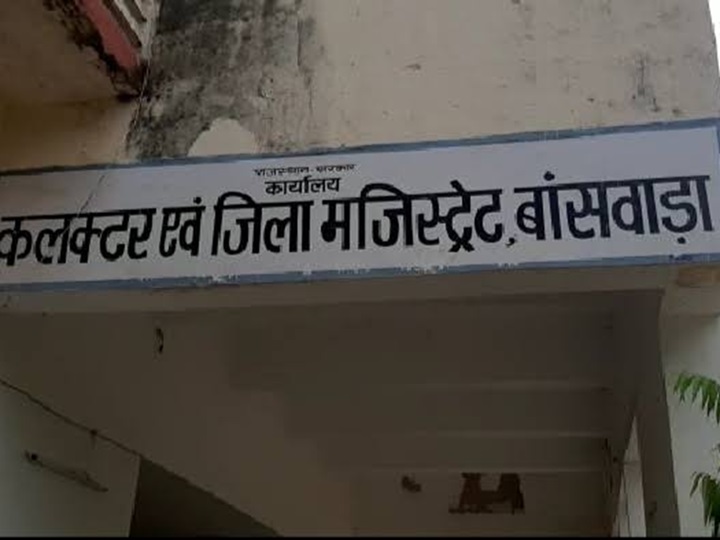 राजस्थान-सरकार
कार्यालय
कलक्टर एवं जिला मजिस्ट्रेट, बांसवाड़ा